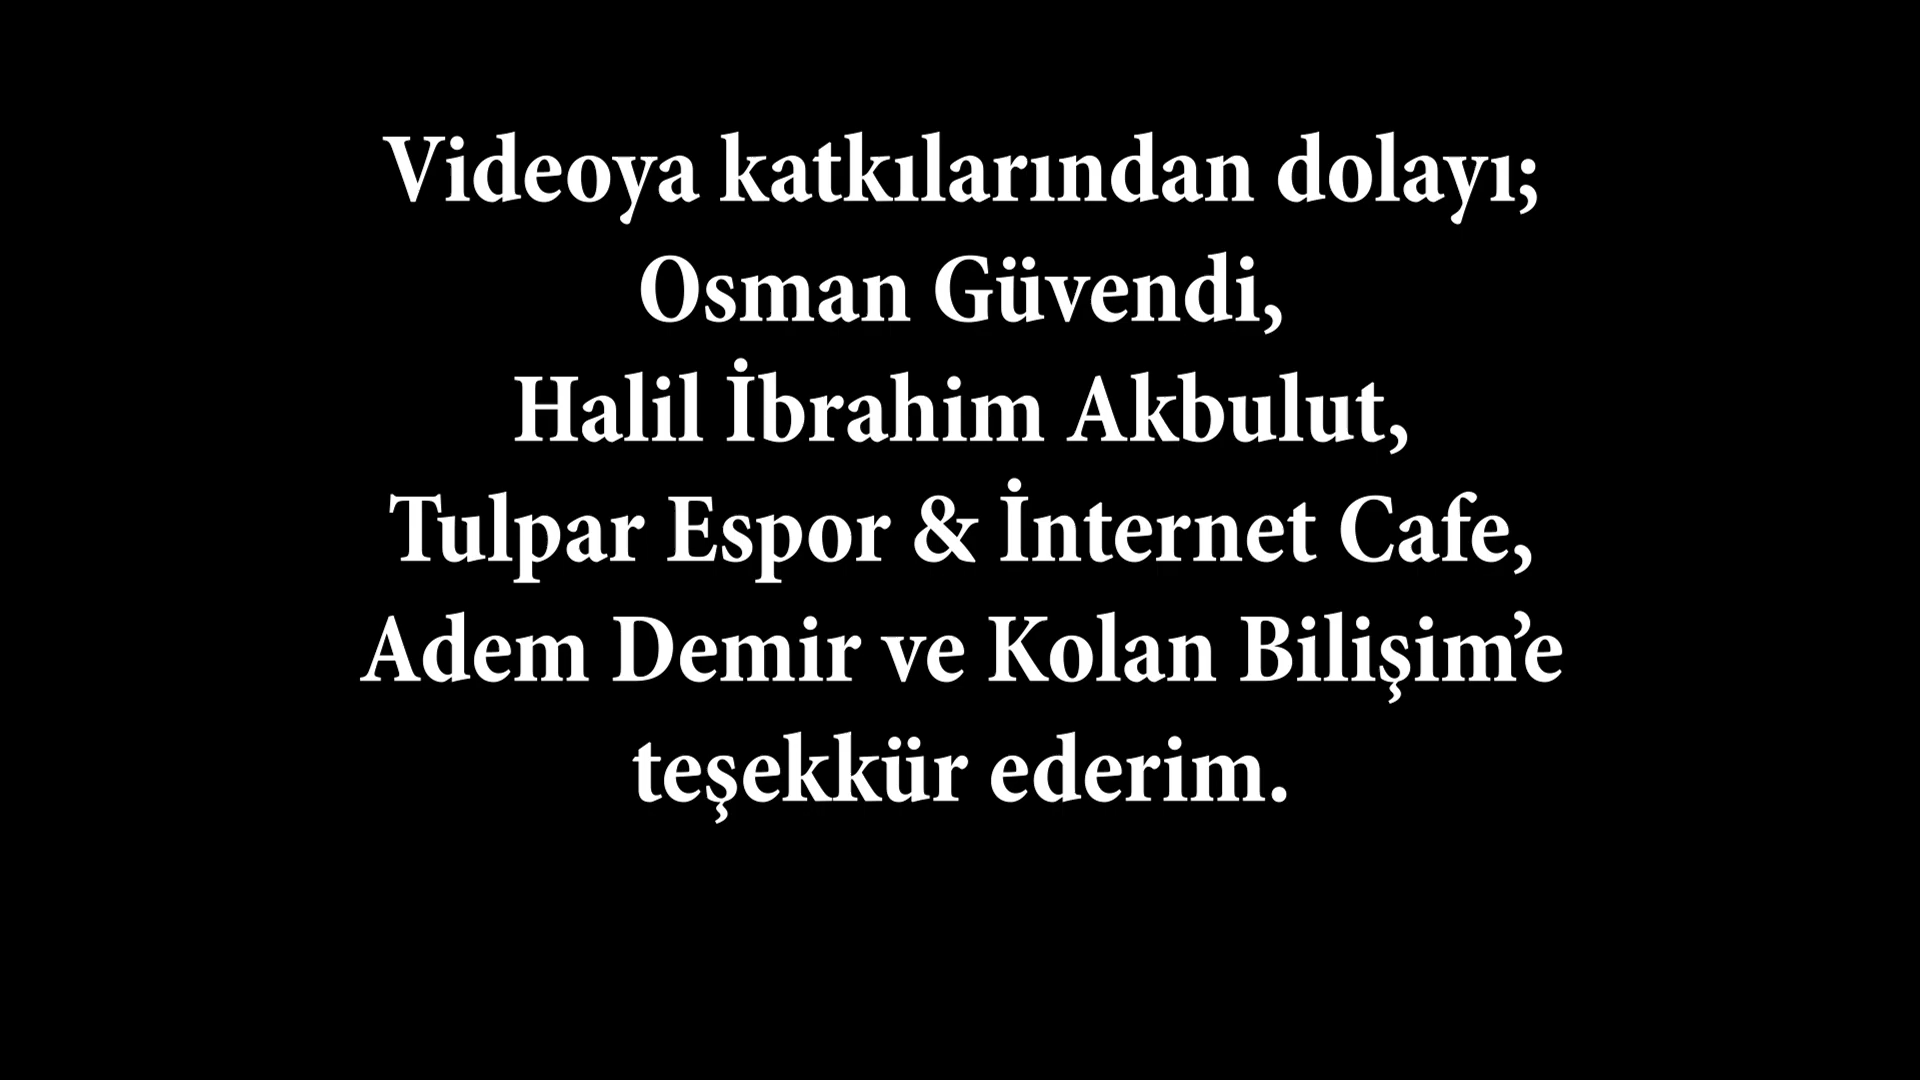 Videoya katkılarından dolayı;
Osman Güvendi,
Halil İbrahim Akbulut,
Tulpar Espor & İnternet Cafe,
Adem Demir ve Kolan Bilişim’e
teşekkür ederim.